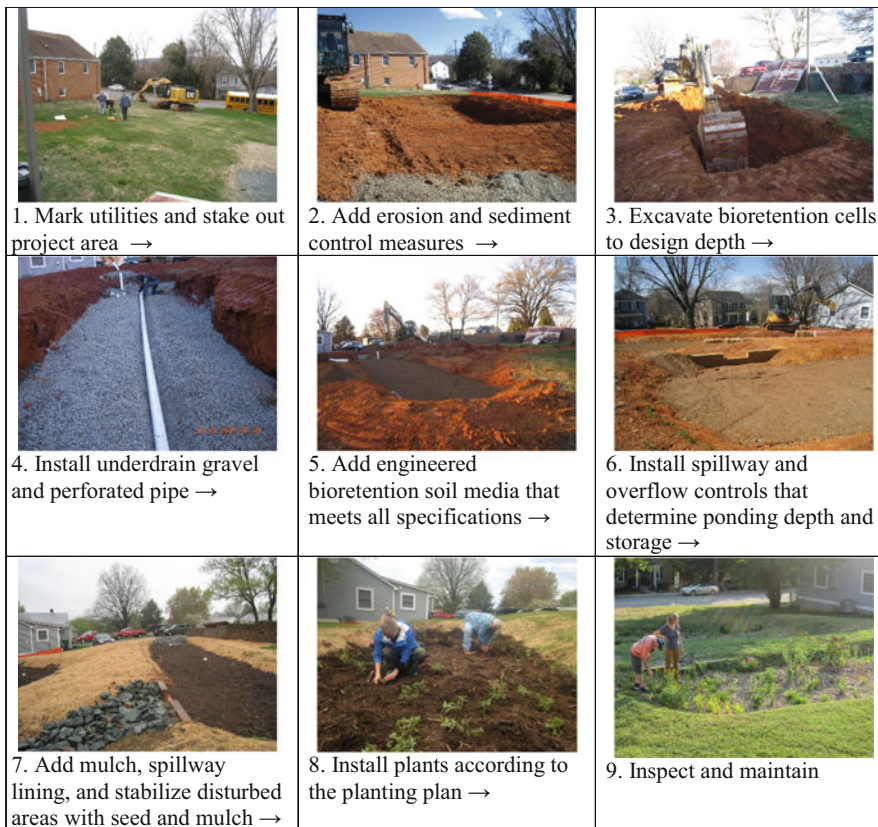 1. Mark utilities and stake out
project area →
2. Add erosion and sediment
control measures →
3. Excavate bioretention cells
to design depth →
4. Install underdrain gravel
and perforated pipe →
5. Add engineered
bioretention soil media that
meets all specifications →
6. Install spillway and
overflow controls that
determine ponding depth and
storage →
7. Add mulch, spillway
lining, and stabilize disturbed
areas with seed and mulch →
8. Install plants according to
the planting plan →
9. Inspect and maintain